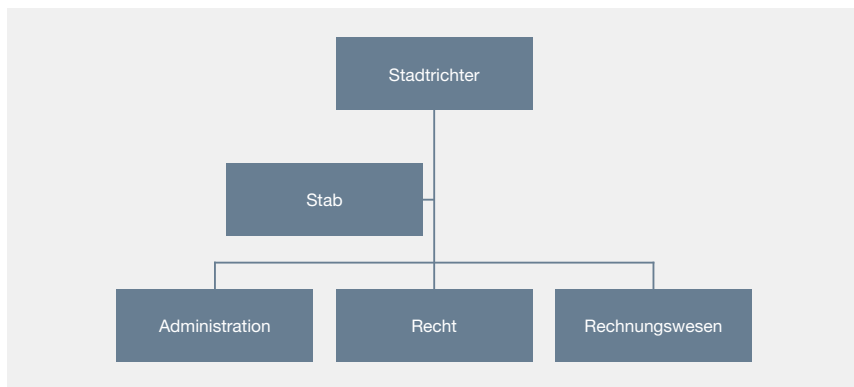 Stadtrichter
Stab
Administration
Recht
Rechnungswesen